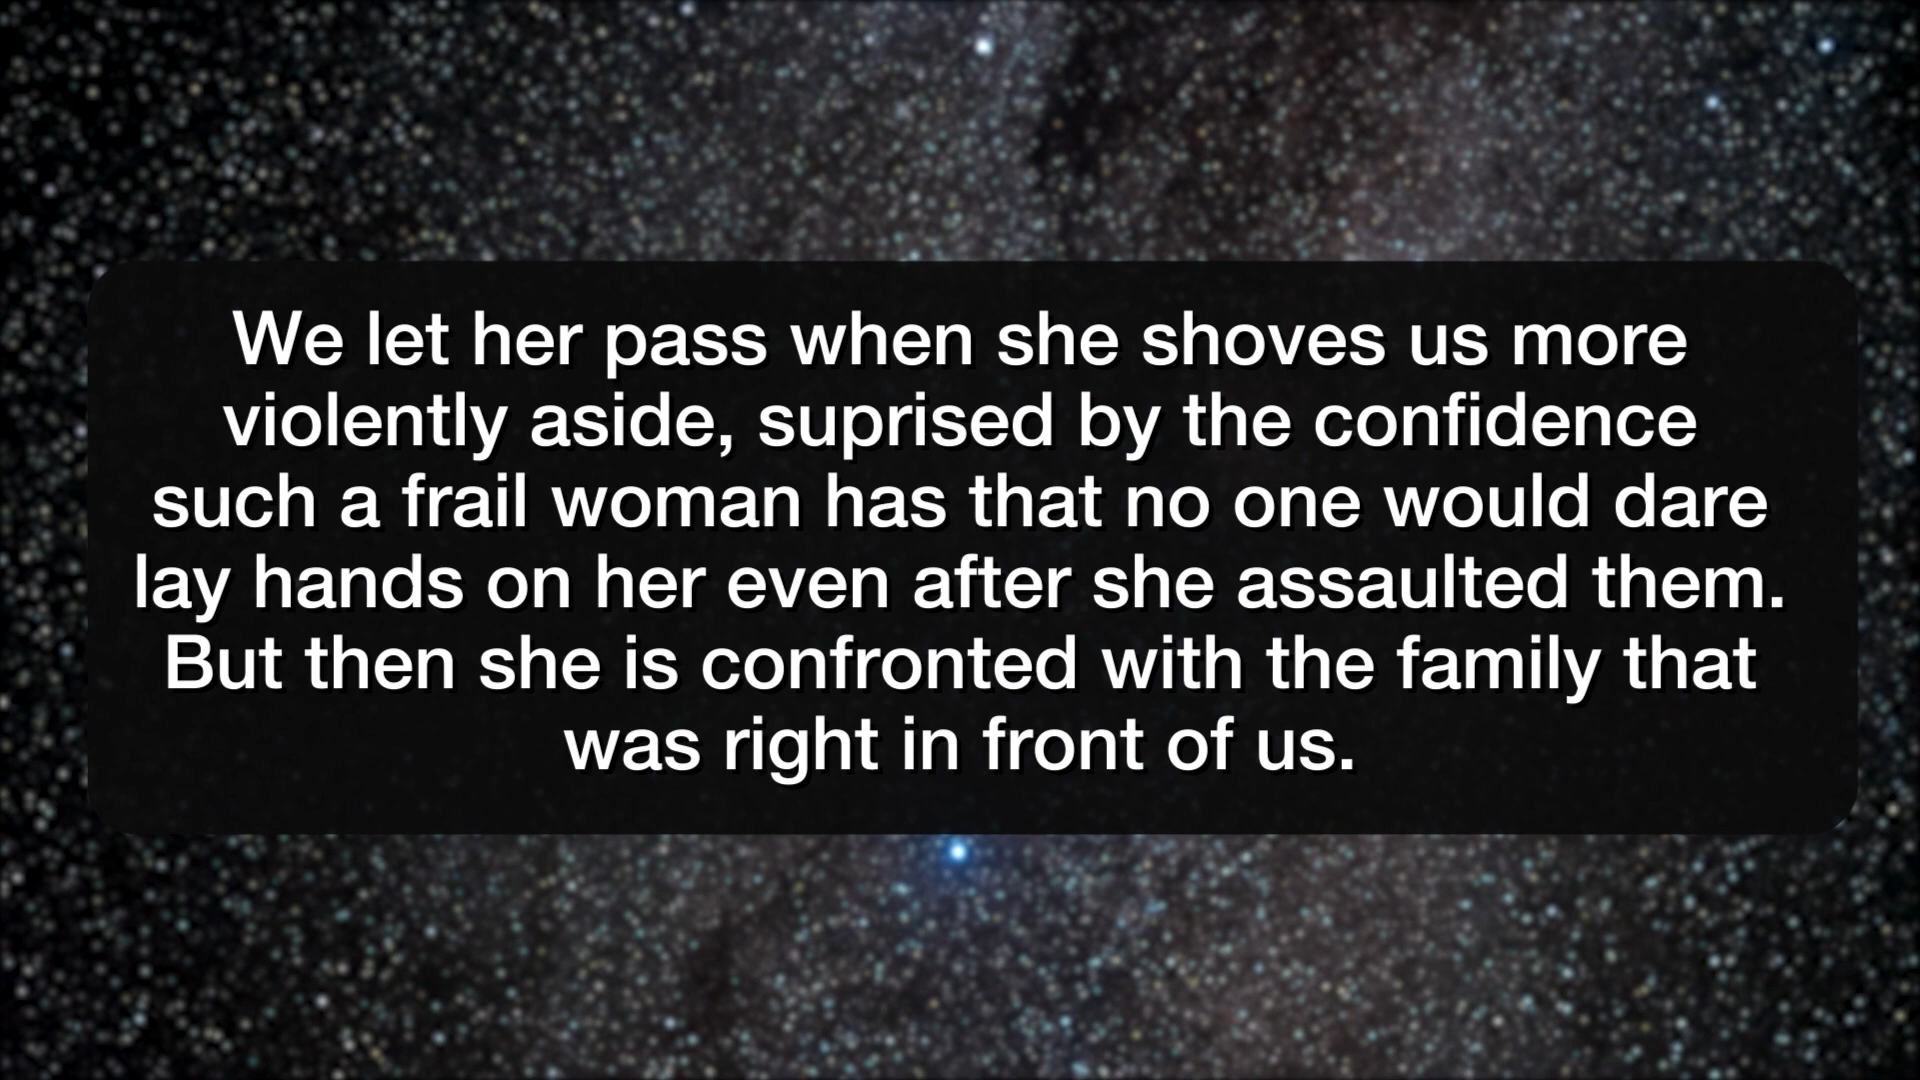 We let her pass when she shoves us more
violently aside, suprised by the confidence
such a frail woman has that no one would dare
lay hands on her even after she assaulted them.
But then she is confronted with the family that
was right in front of us.